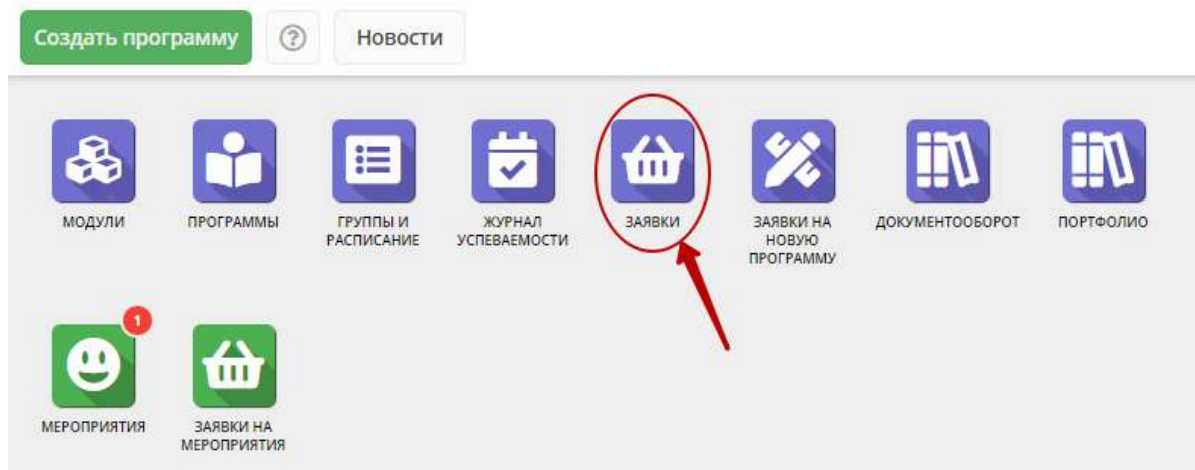 Создать программу
?
Новости
МОДУЛИ
ПРОГРАММЫ
ГРУППЫ И
РАСПИСАНИЕ
ЖУРНАЛ
УСПЕВАЕМОСТИ
ЗАЯВКИ
ЗАЯВКИ НА
НОВУЮ
ПРОГРАММУ
ДОКУМЕНТООБОРОТ
ПОРТФОЛИО
1
МЕРОПРИЯТИЯ
ЗАЯВКИ НА
МЕРОПРИЯТИЯ